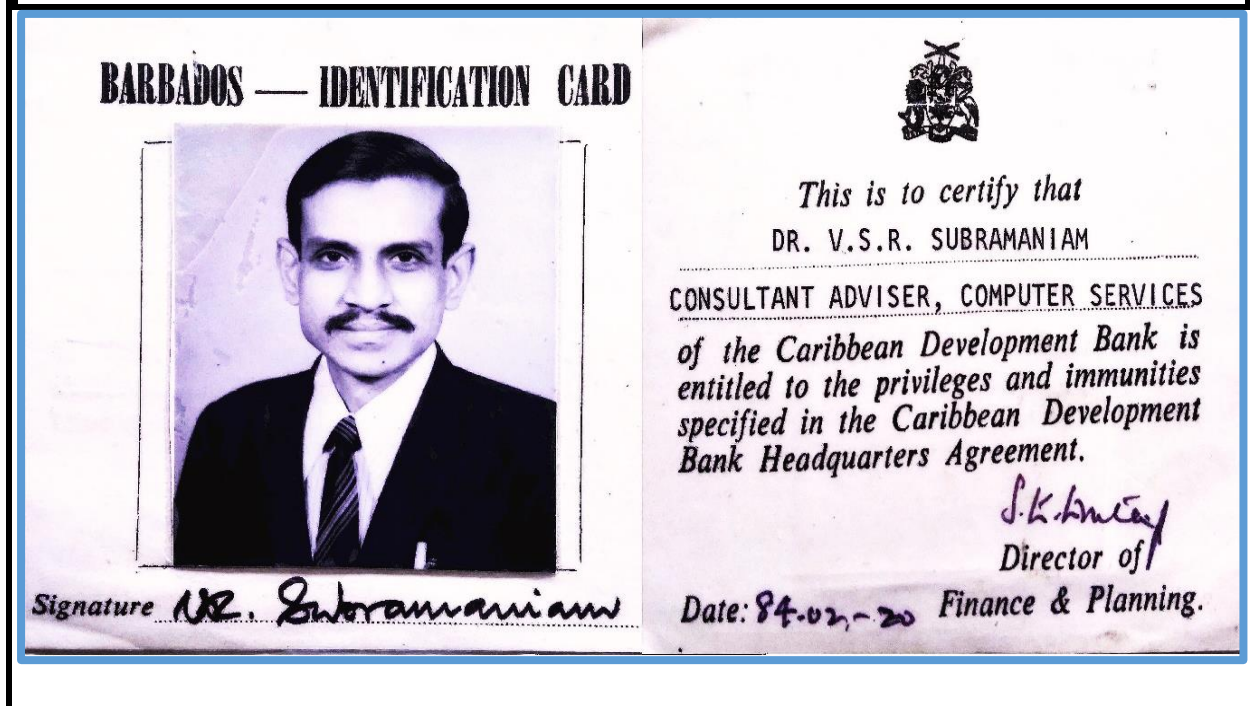 BARBADOS — IDENTIFICATION CARD
Signature
Subramaniam
This is to certify that
DR. V.S.R. SUBRAMANIAM
CONSULTANT ADVISER, COMPUTER SERVICES
of the Caribbean Development Bank is
entitled to the privileges and immunities
specified in the Caribbean Development
Bank Headquarters Agreement.
Director of
Date: 84-02-20 Finance & Planning.